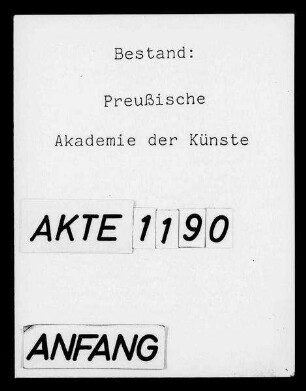 Bestand:
Preußische
Akademie der Künste
AKTE 1190
ANFANG